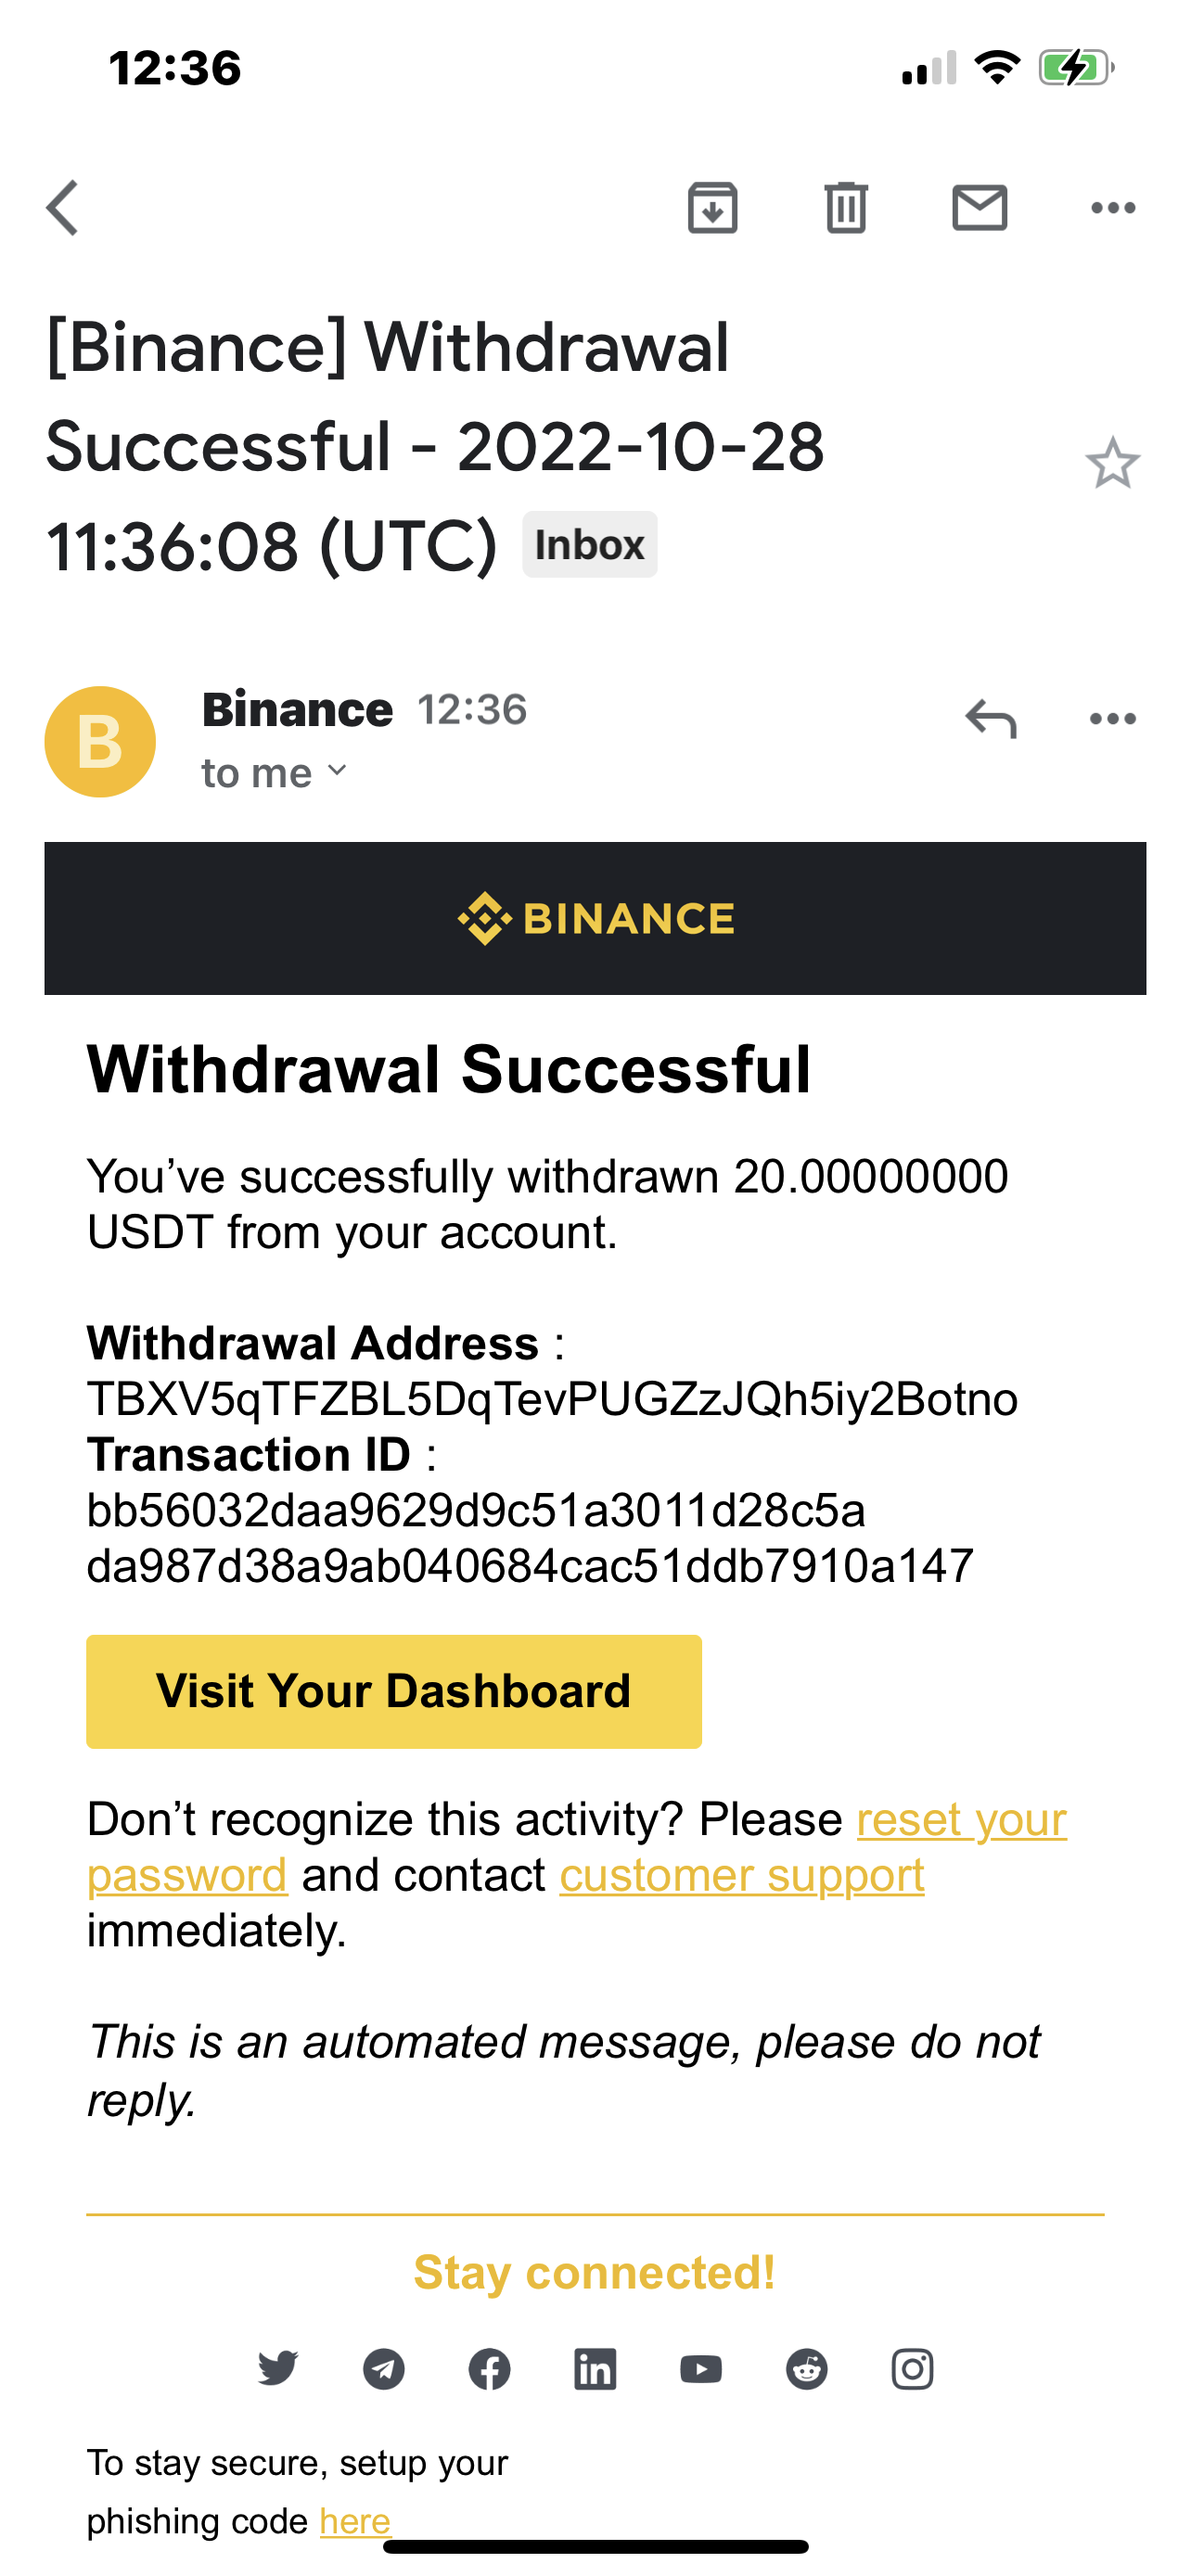 12:36
[Binance] Withdrawal
Successful - 2022-10-28
11:36:08 (UTC) Inbox
B
Binance 12:36
to me
BINANCE
Withdrawal Successful
You’ve successfully withdrawn 20.00000000
USDT from your account.
Withdrawal Address :
TBXV5qTFZBL5DqTevPUGZzJQh5iy2Botno
Transaction ID :
bb56032daa9629d9c51a3011d28c5a
da987d38a9ab040684cac51ddb7910a147
Visit Your Dashboard
Don’t recognize this activity? Please reset your
password and contact customer support
immediately.
This is an automated message, please do not
reply.
Stay connected!
To stay secure, setup your
phishing code here